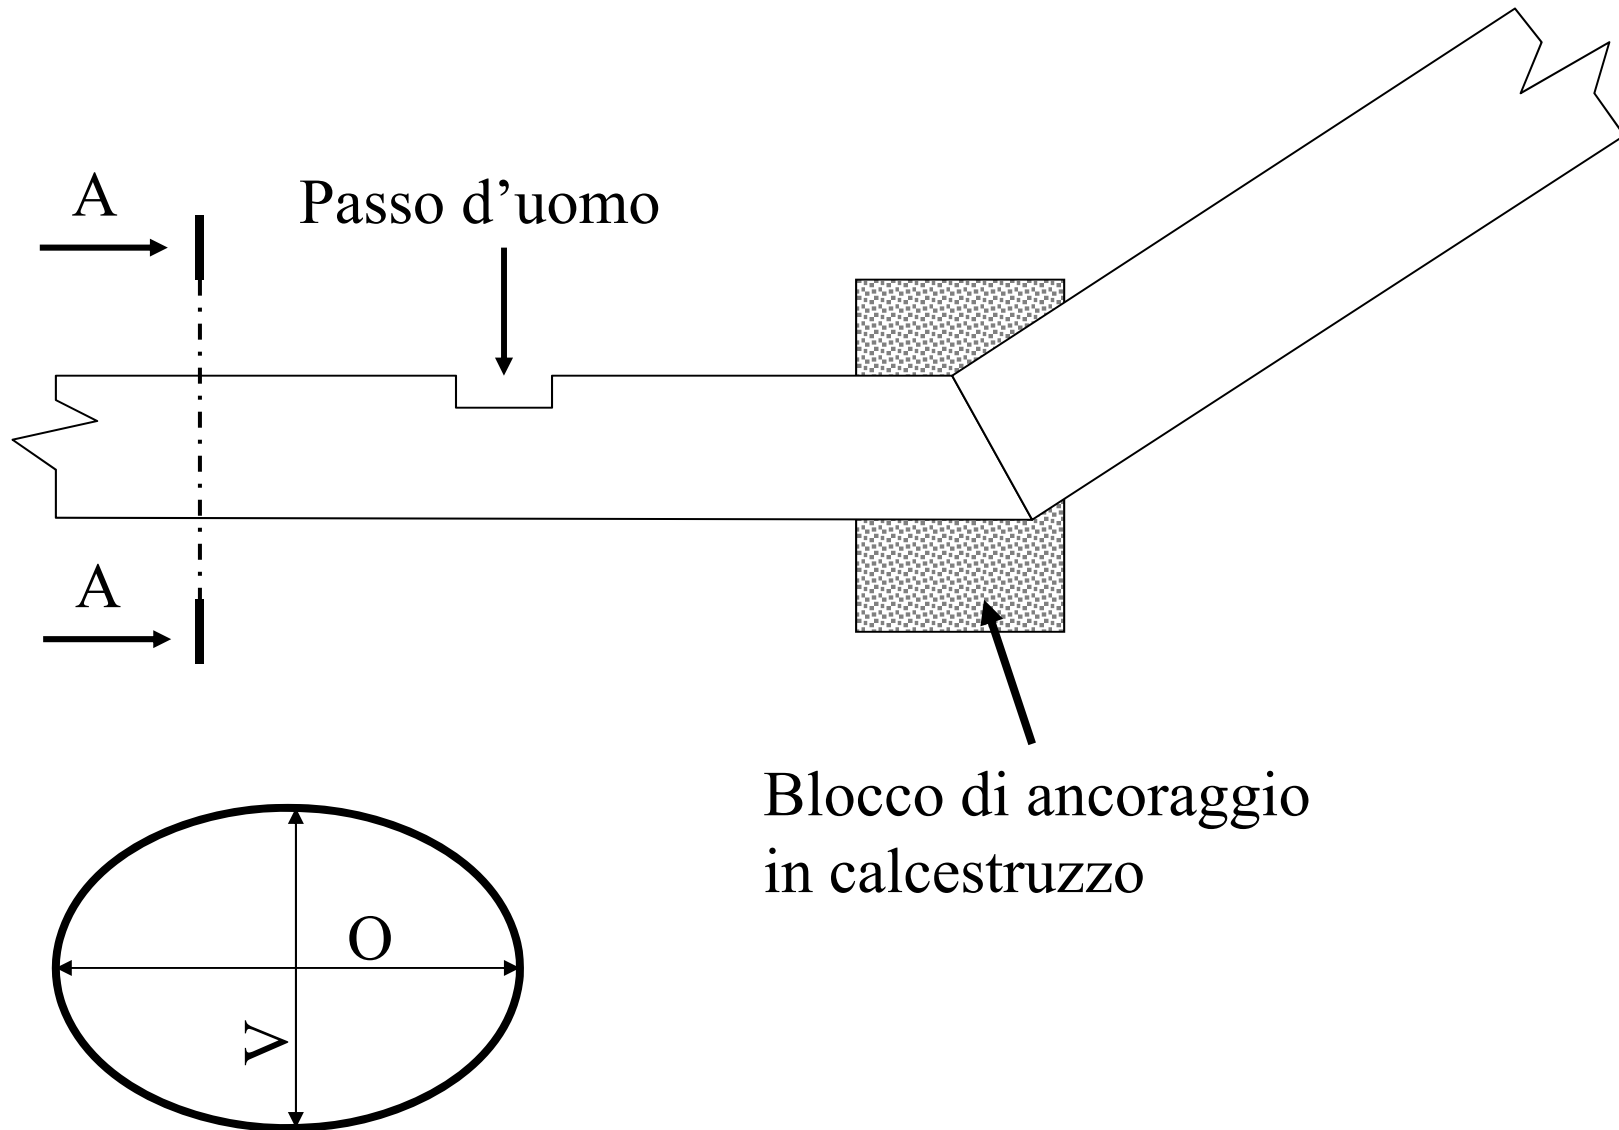 A
Passo d’uomo
A
Blocco di ancoraggio
in calcestruzzo
O
V